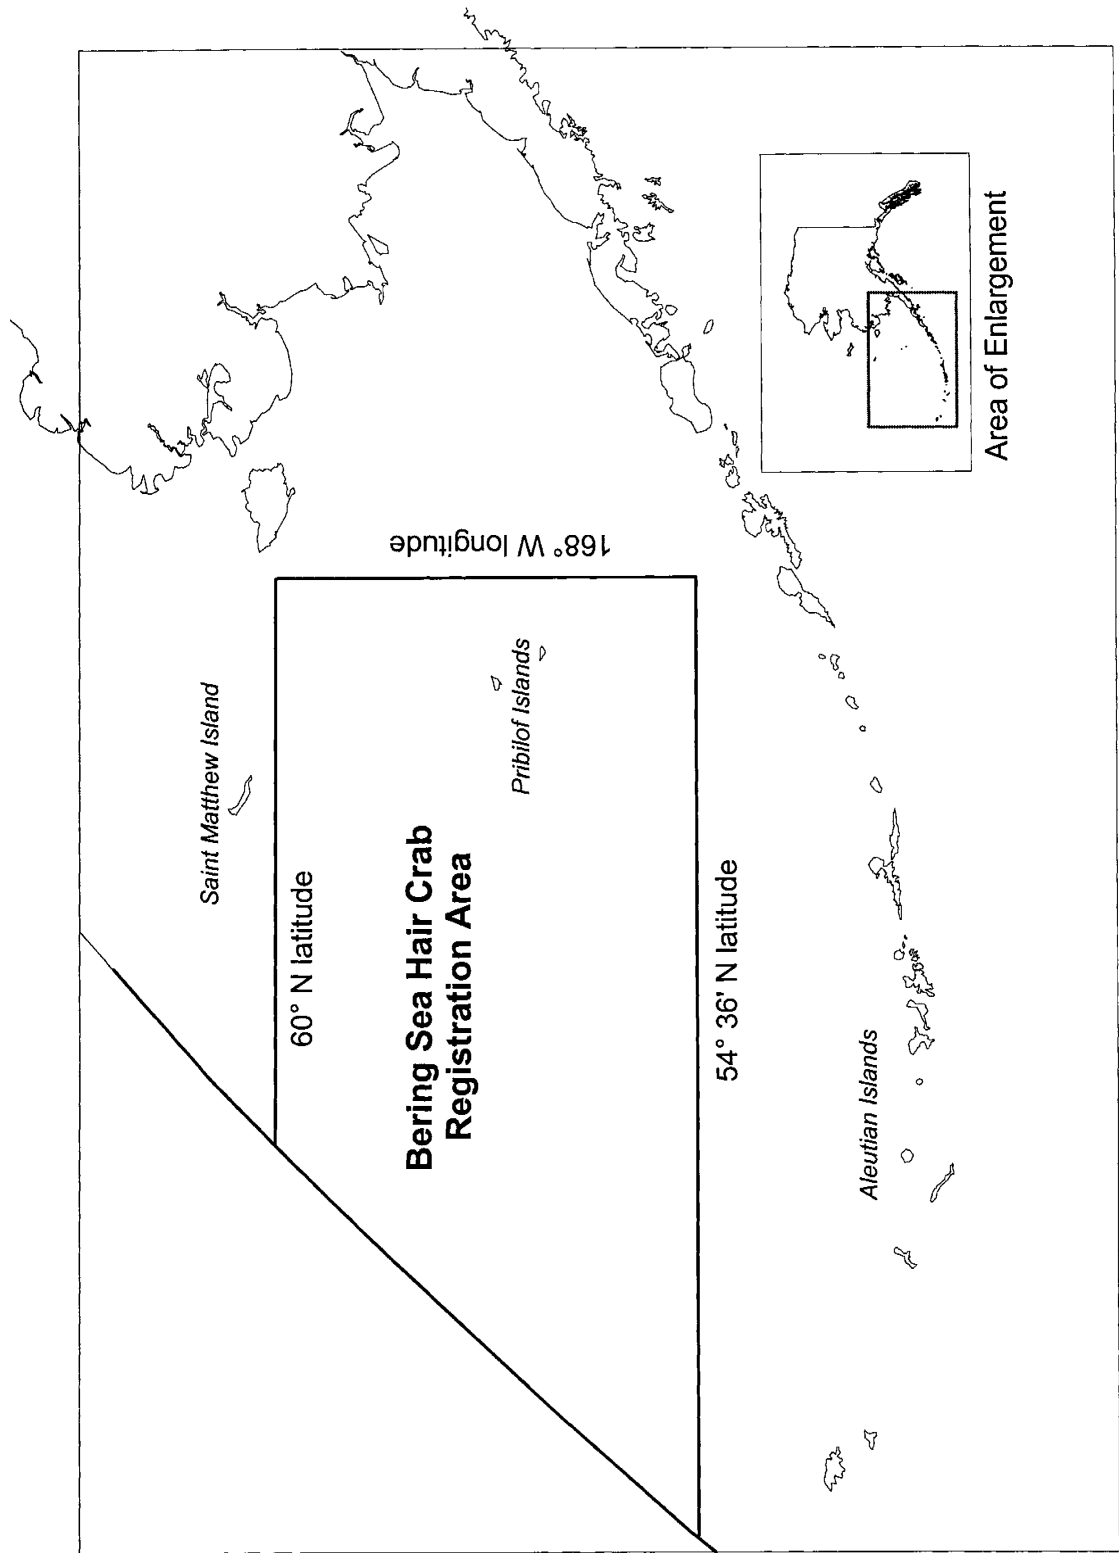 Saint Matthew Island
60° N latitude
Bering Sea Hair Crab
Registration Area
168° W longitude
Pribilof Islands
54° 36' N latitude
Aleutian Islands
Area of Enlargement